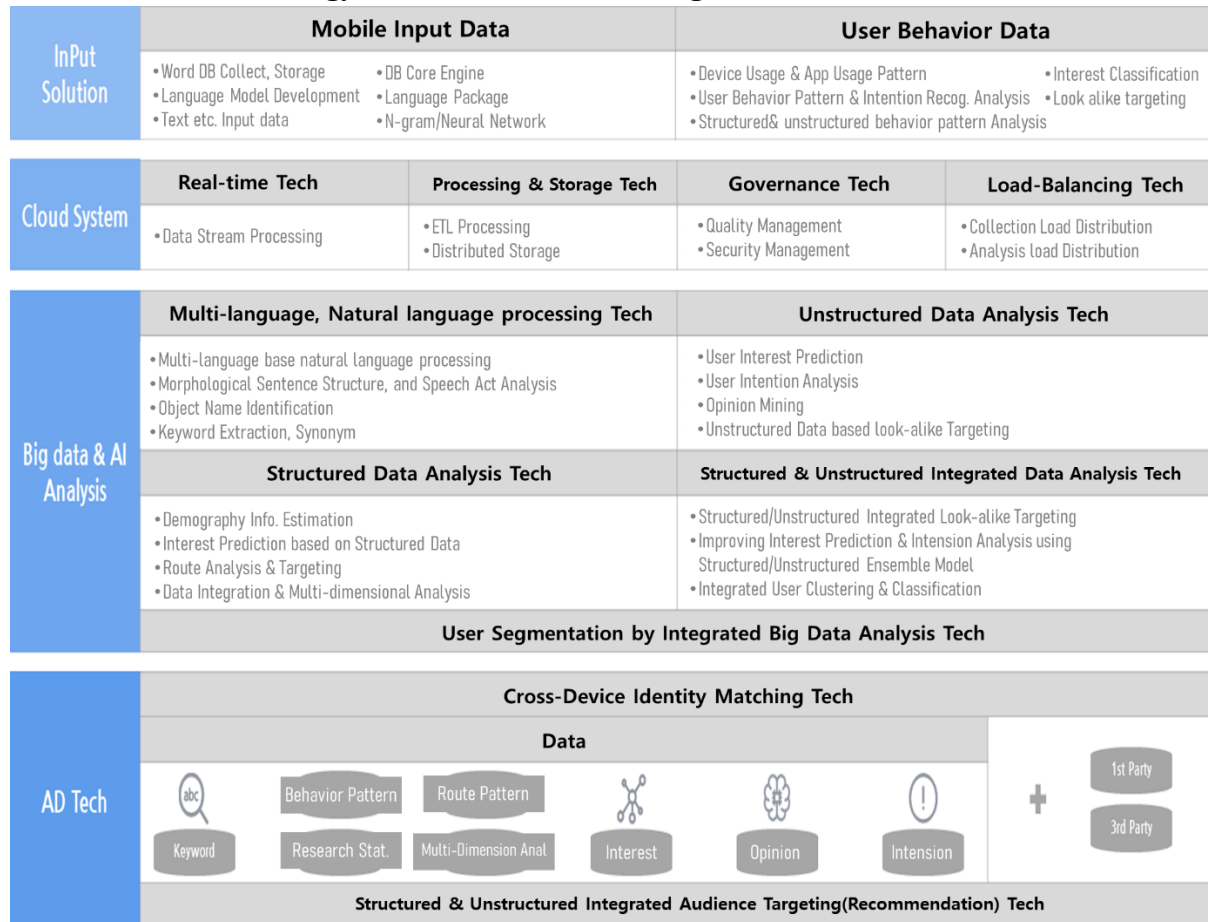 InPut
Solution
Mobile Input Data
•Word DB Collect, Storage
•Language Model Development
•Text etc. Input data
•DB Core Engine
•Language Package
•N-gram/Neural Network
User Behavior Data
•Device Usage & App Usage Pattern
•User Behavior Pattern & Intention Recog. Analysis
•Structured& unstructured behavior pattern Analysis
•Interest Classification
•Look alike targeting
Cloud System
Real-time Tech
•Data Stream Processing
Processing & Storage Tech
•ETL Processing
•Distributed Storage
Governance Tech
•Quality Management
•Security Management
Load-Balancing Tech
•Collection Load Distribution
•Analysis load Distribution
Big data & AI
Analysis
Multi-language, Natural language processing Tech
•Multi-language base natural language processing
•Morphological Sentence Structure, and Speech Act Analysis
•Object Name Identification
•Keyword Extraction, Synonym
Unstructured Data Analysis Tech
•User Interest Prediction
•User Intention Analysis
•Opinion Mining
•Unstructured Data based look-alike Targeting
Structured Data Analysis Tech
•Demography Info. Estimation
•Interest Prediction based on Structured Data
•Route Analysis & Targeting
•Data Integration & Multi-dimensional Analysis
Structured & Unstructured Integrated Data Analysis Tech
•Structured/Unstructured Integrated Look-alike Targeting
•Improving Interest Prediction & Intension Analysis using
Structured/Unstructured Ensemble Model
•Integrated User Clustering & Classification
User Segmentation by Integrated Big Data Analysis Tech
AD Tech
Cross-Device Identity Matching Tech
Data
abc
Keyword
Behavior Pattern
Research Stat.
Route Pattern
Multi-Dimension Anal
Interest
Opinion
!
Intension
+
1st Party
3rd Party
Structured & Unstructured Integrated Audience Targeting(Recommendation) Tech